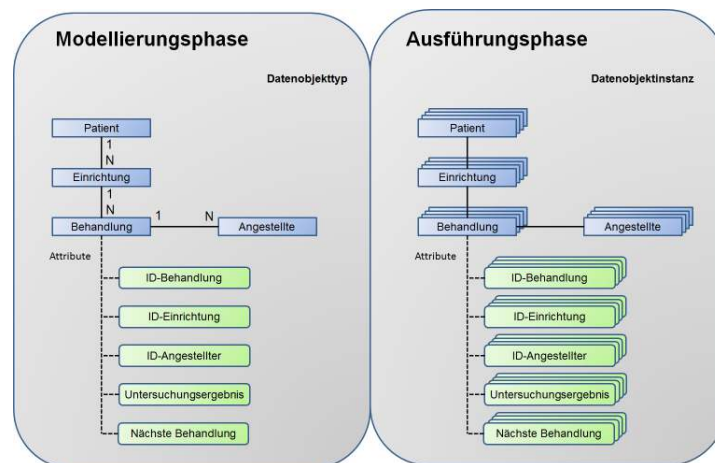 Modellierungsphase
Datenobjekttyp
Patient
1
N
Einrichtung
1
N
Behandlung
1
N
Angestellte
Attribute
ID-Behandlung
ID-Einrichtung
ID-Angestellter
Untersuchungsergebnis
Nächste Behandlung
Ausführungsphase
Datenobjektinstanz
Patient
Einrichtung
Behandlung
Angestellte
Attribute
ID-Behandlung
ID-Einrichtung
ID-Angestellter
Untersuchungsergebnis
Nächste Behandlung